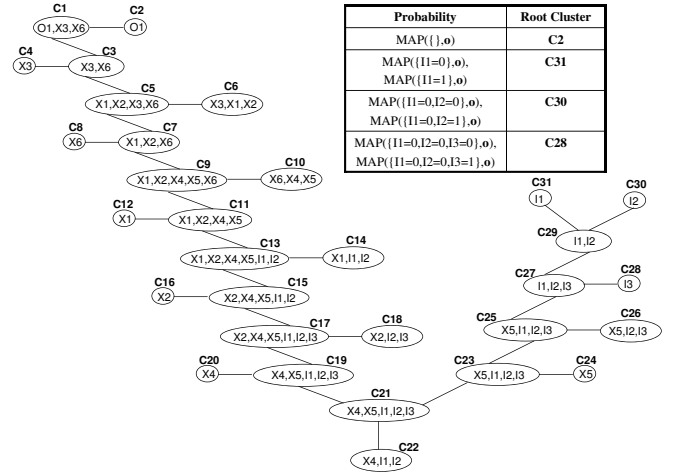 C1
C2
O1,X3,X6
O1
C4
C3
X3
X3,X6
C5
C6
X1,X2,X3,X6
X3,X1,X2
C8
C7
X6
X1,X2,X6
C9
C10
X1,X2,X4,X5,X6
X6,X4,X5
C12
C11
X1
X1,X2,X4,X5
C13
C14
X1,X2,X4,X5,I1,I2
X1,I1,I2
C16
C15
X2
X2,X4,X5,I1,I2
C17
C18
X2,X4,X5,I1,I2,I3
X2,I2,I3
C20
C19
X4
X4,X5,I1,I2,I3
C21
X4,X5,I1,I2,I3
C22
X4,I1,I2
Probability
Root Cluster
MAP({},o)
C2
MAP({I1=0},o),
C31
MAP({I1=1},o)
MAP({I1=0,I2=0},o),
C30
MAP({I1=0,I2=1},o)
MAP({I1=0,I2=0,I3=0},o),
C28
MAP({I1=0,I2=0,I3=1},o)
C31
C30
I1
I2
C29
I1,I2
C27
C28
I1,I2,I3
I3
C25
C26
X5,I1,I2,I3
X5,I2,I3
C23
C24
X5,I1,I2,I3
X5